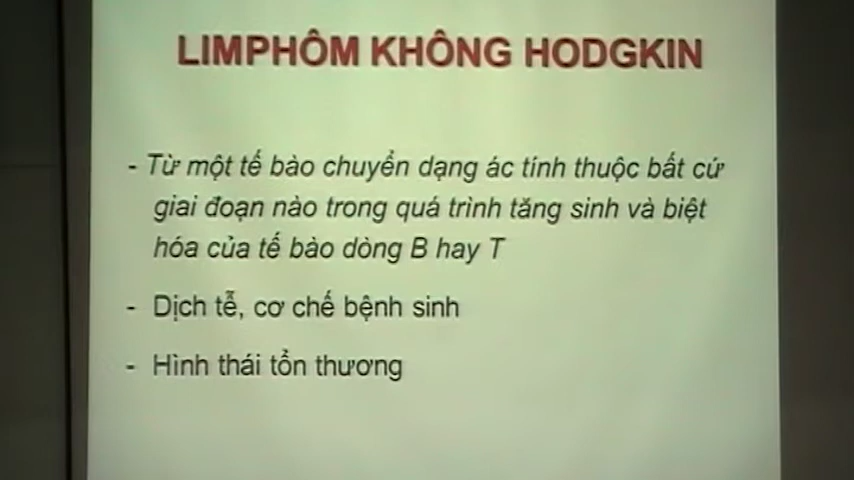 LIMPHÔM KHÔNG HODGKIN
- Từ một tế bào chuyển dạng ác tính thuộc bất cứ
giai đoạn nào trong quá trình tăng sinh và biệt
hóa của tế bào dòng B hay T
- Dịch tễ, cơ chế bệnh sinh
- Hình thái tổn thương